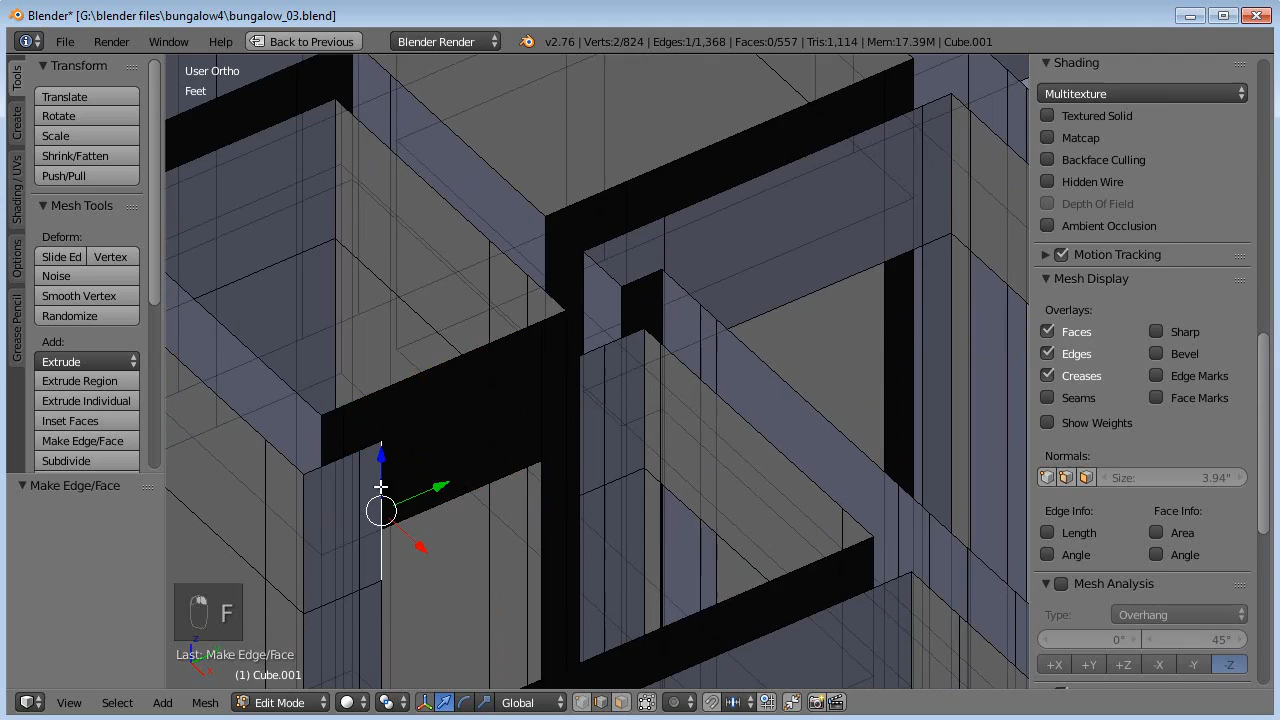 Blender* [C:\blender files\bungalow4\bungalow_03.blend]
File Render Window Help Back to Previous Blender Render v2.76 | Verts:2/824 | Edges:1/1,168 | Faces:0/557 | Tris:1,114 | Mem:17.39M | Cube.001
Tools
Create
Shading / UVs
Options
Grease Pencil
Transform
Translate
Rotate
Scale
Shrink/Fatten
Push/Pull
Mesh Tools
Deform:
Slide Ed Vertex
Noise
Smooth Vertex
Randomize
Add:
Extrude
Extrude Region
Extrude Individual
Inset Faces
Make Edge/Face
Subdivide
Make Edge/Face
User Ortho
Feet
F
Last: Make Edge/Face
z
(1) Cube.001
Shading
Multitexture
Textured Solid
Matcap
Backface Culling
Hidden Wire
Depth Of Field
Ambient Occlusion
Motion Tracking
Mesh Display
Overlays:
Faces Sharp
Edges Bevel
Creases Edge Marks
Seams Face Marks
Show Weights
Normals:
Size: 3.94"
Edge Info: Face Info:
Length Area
Angle Angle
Mesh Analysis
Type: Overhang
0° 45°
+X +Y +Z -X -Y -Z
View Select Add Mesh Edit Mode Global